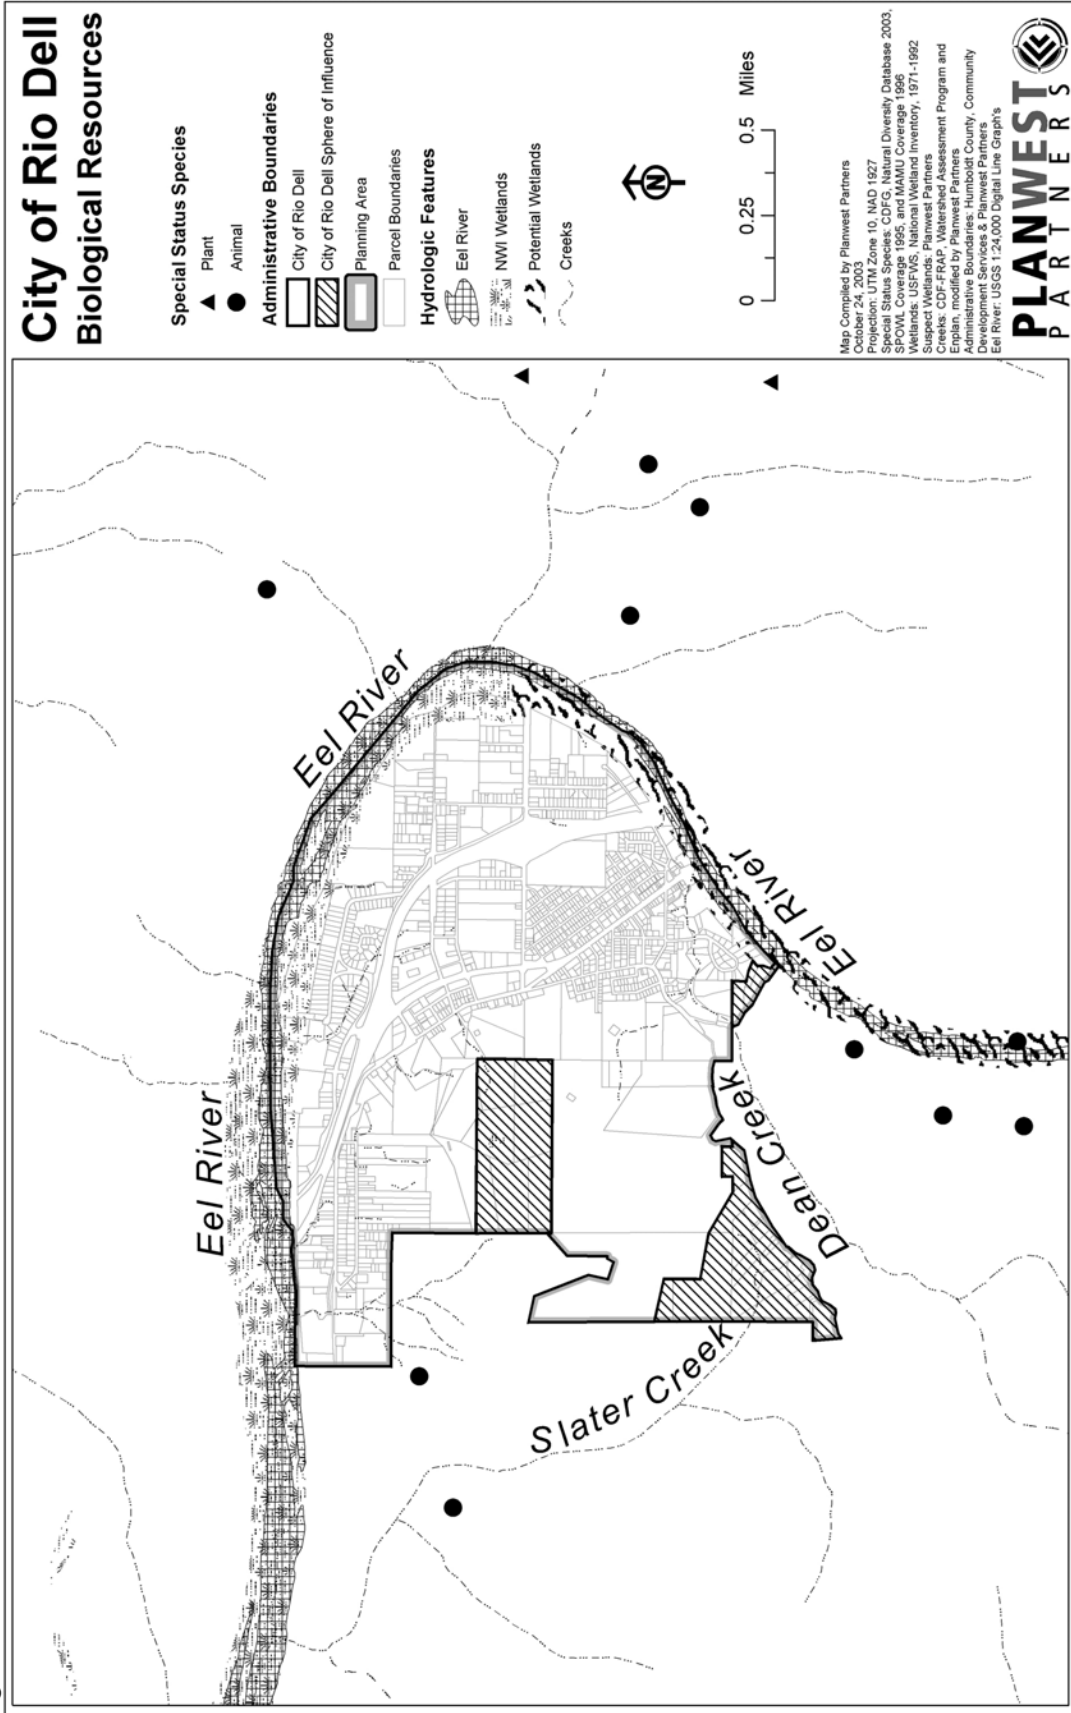 City of Rio Dell
Biological Resources
Special Status Species
Plant
Animal
Administrative Boundaries
City of Rio Dell
City of Rio Dell Sphere of Influence
Planning Area
Parcel Boundaries
Hydrologic Features
Eel River
NWI Wetlands
Potential Wetlands
Creeks
N
0 0.25 0.5 Miles
Map Compiled by Planwest Partners
October 24, 2003
Projection: UTM Zone 10, NAD 1927
Special Status Species: CDFG, Natural Diversity Database 2003,
SPOWL Coverage 1995, and MAMU Coverage 1996
Wetlands: USFWS, National Wetland Inventory, 1971-1992
Suspect Wetlands: Planwest Partners
Creeks: CDF-FRAP, Watershed Assessment Program and
Enplan, modified by Planwest Partners
Administrative Boundaries: Humboldt County, Community
Development Services & Planwest Partners
Eel River: USGS 1:24,000 Digital Line Graph's
PLANWEST
PARTNERS
Eel River
Eel River
Eel River
Dean Creek
Slater Creek